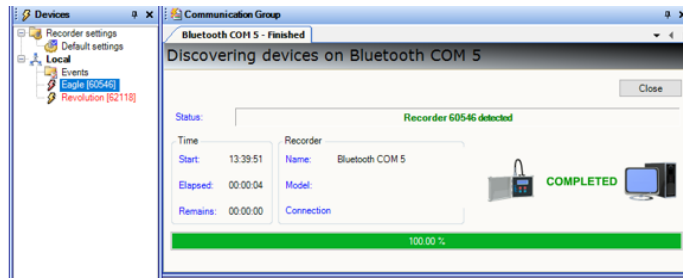 Devices
Recorder settings
Default settings
Local
Events
Eagle [60546]
Revolution [62118]
Communication Group
Bluetooth COM 5 - Finished
Discovering devices on Bluetooth COM 5
Close
Status:
Recorder 60546 detected
Time
Start: 13:39:51
Elapsed: 00:00:04
Remains: 00:00:00
Recorder
Name: Bluetooth COM 5
Model:
Connection
COMPLETED
100.00 %